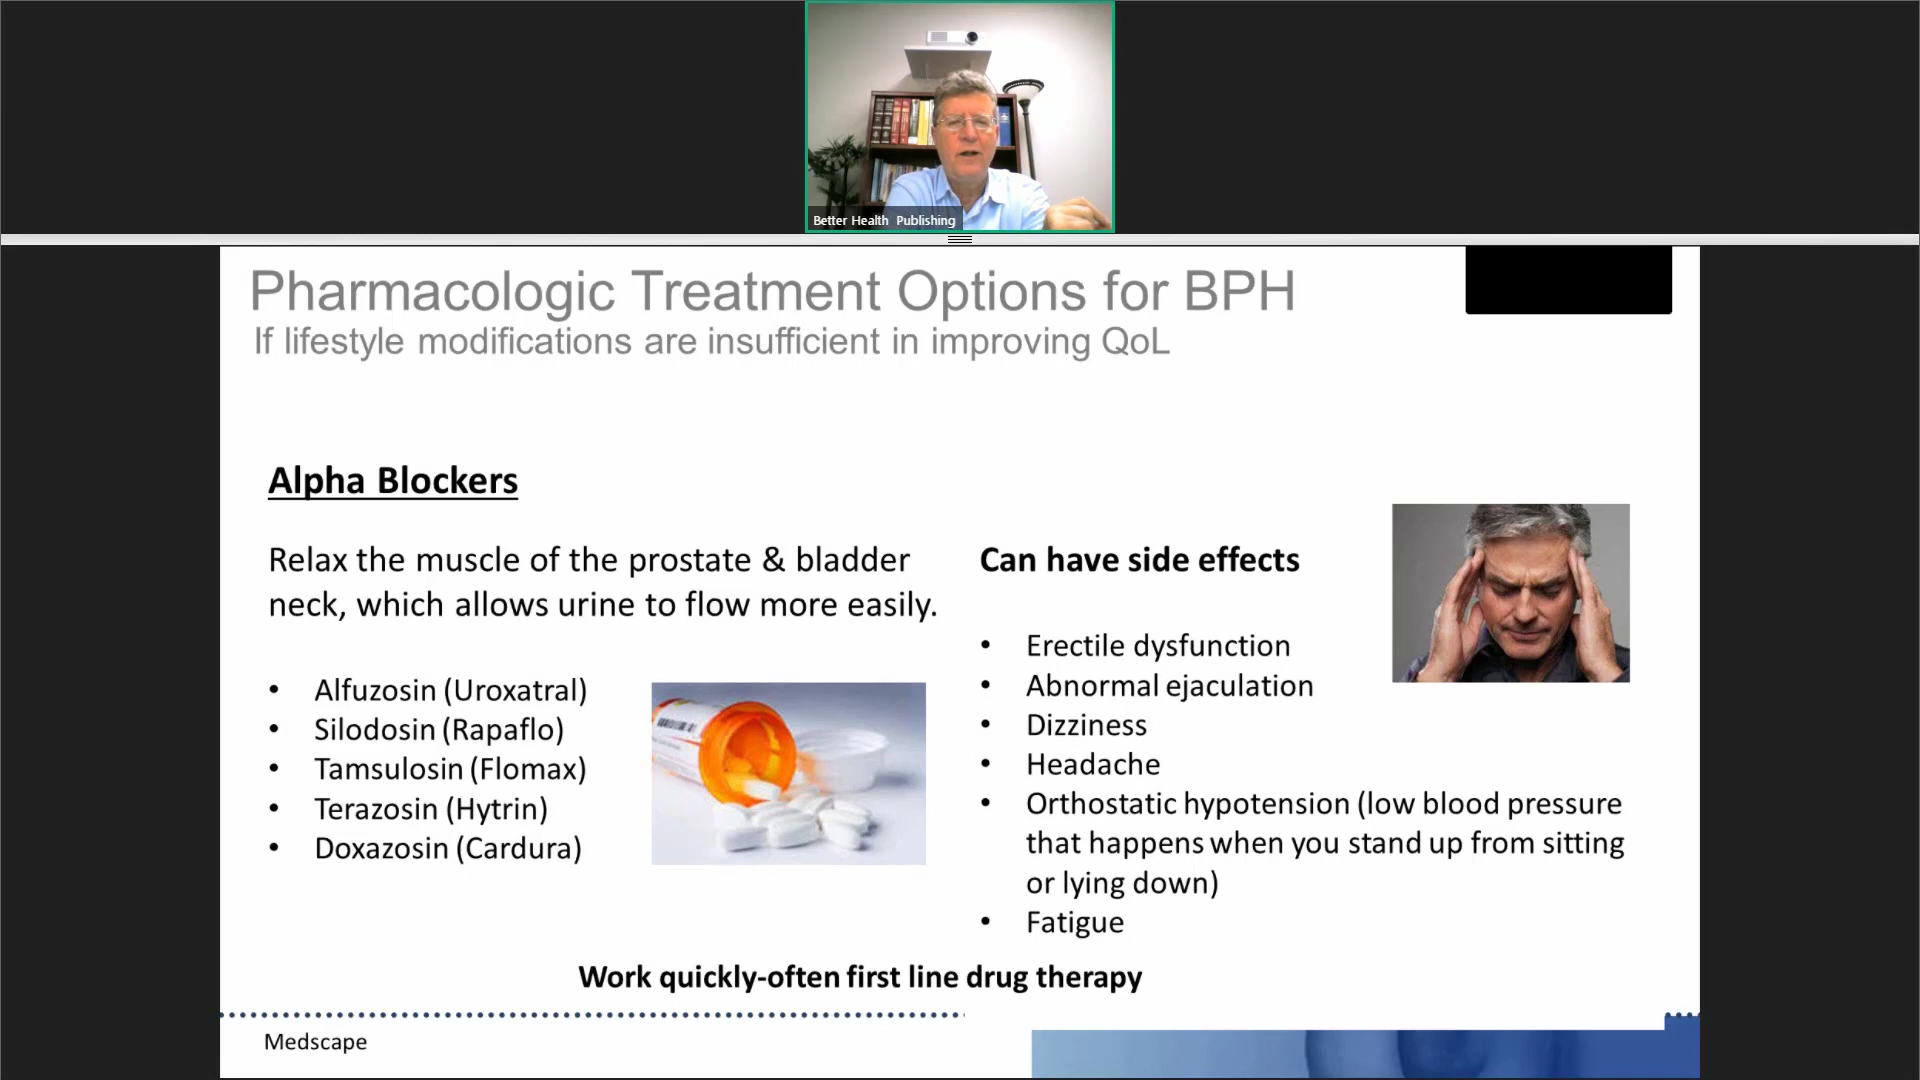 Better Health Publishing
Pharmacologic Treatment Options for BPH
If lifestyle modifications are insufficient in improving QoL
Alpha Blockers
Relax the muscle of the prostate & bladder
neck, which allows urine to flow more easily.
• Alfuzosin (Uroxatral)
• Silodosin (Rapaflo)
• Tamsulosin (Flomax)
• Terazosin (Hytrin)
• Doxazosin (Cardura)
Can have side effects
• Erectile dysfunction
• Abnormal ejaculation
• Dizziness
• Headache
• Orthostatic hypotension (low blood pressure
that happens when you stand up from sitting
or lying down)
• Fatigue
Work quickly-often first line drug therapy
Medscape